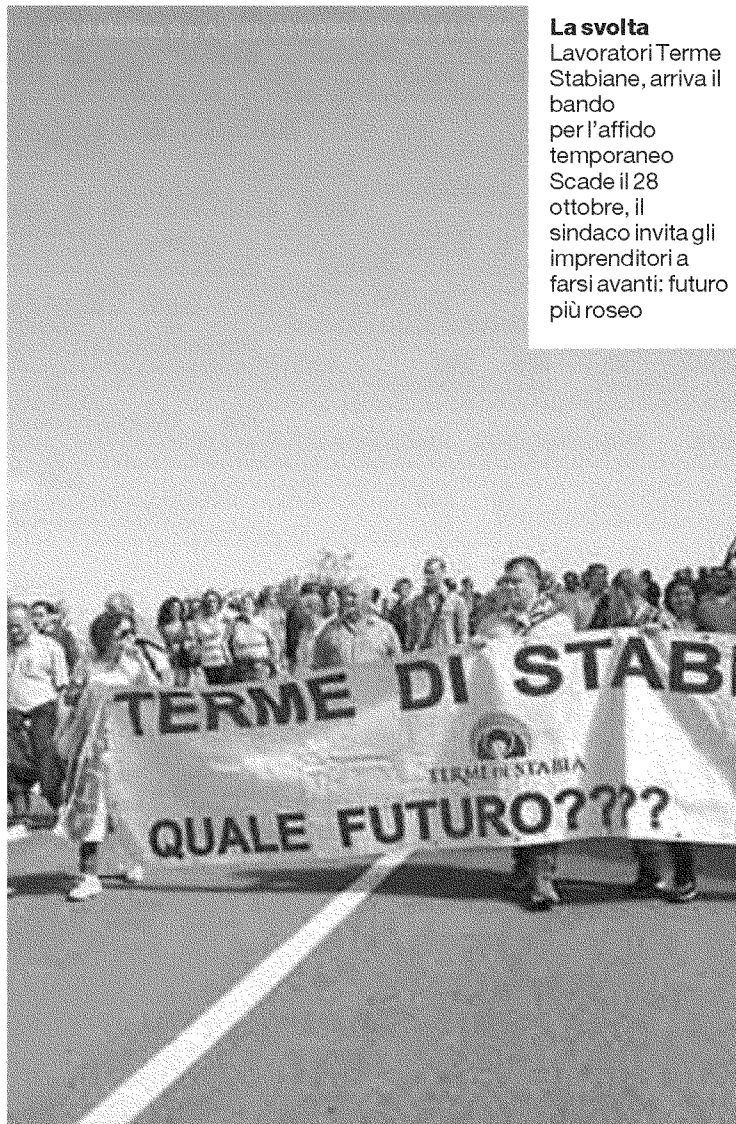 La svolta
Lavoratori Terme
Stabiane, arriva il
bando
per l'affido
temporaneo
Scade il 28
ottobre, il
sindaco invita gli
imprenditori a
farsi avanti: futuro
più roseo
TERME DI STABI
TERME DI STABIA
QUALE FUTURO????